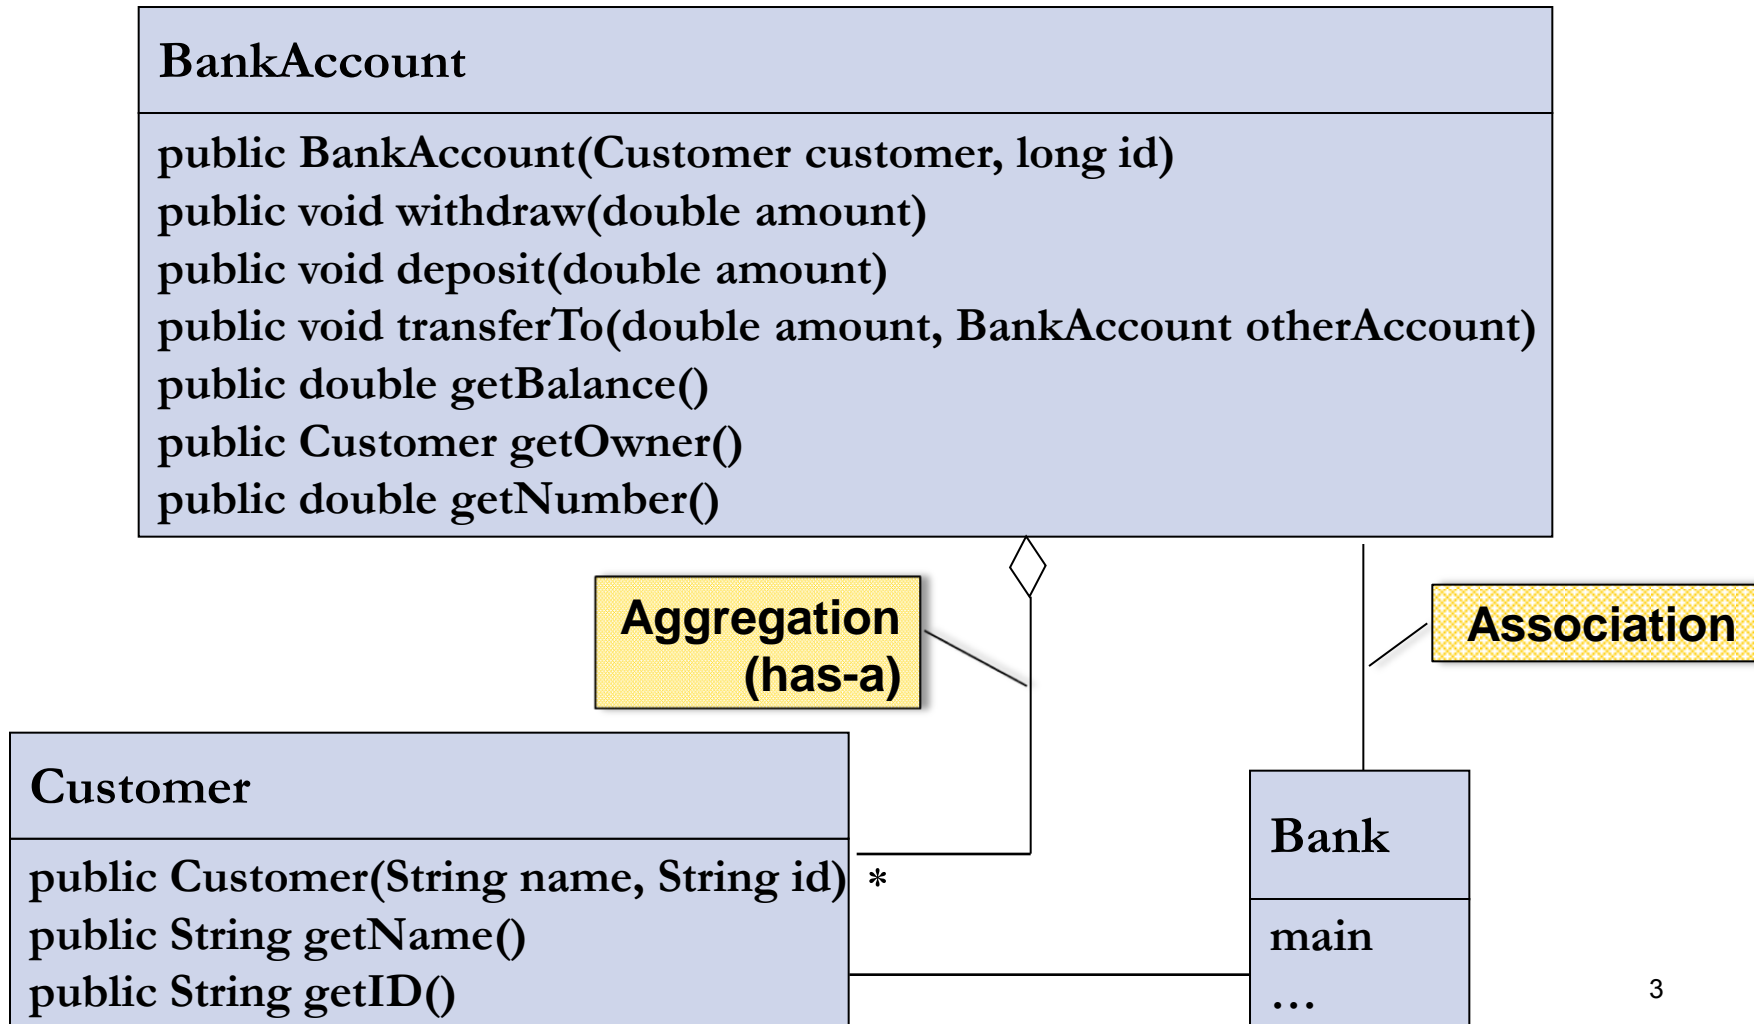 BankAccount
public BankAccount(Customer customer, long id)
public void withdraw(double amount)
public void deposit(double amount)
public void transferTo(double amount, BankAccount otherAccount)
public double getBalance()
public Customer getOwner()
public double getNumber()
Aggregation
(has-a)
Association
Customer
public Customer(String name, String id)
*
public String getName()
public String getID()
Bank
main
…
3